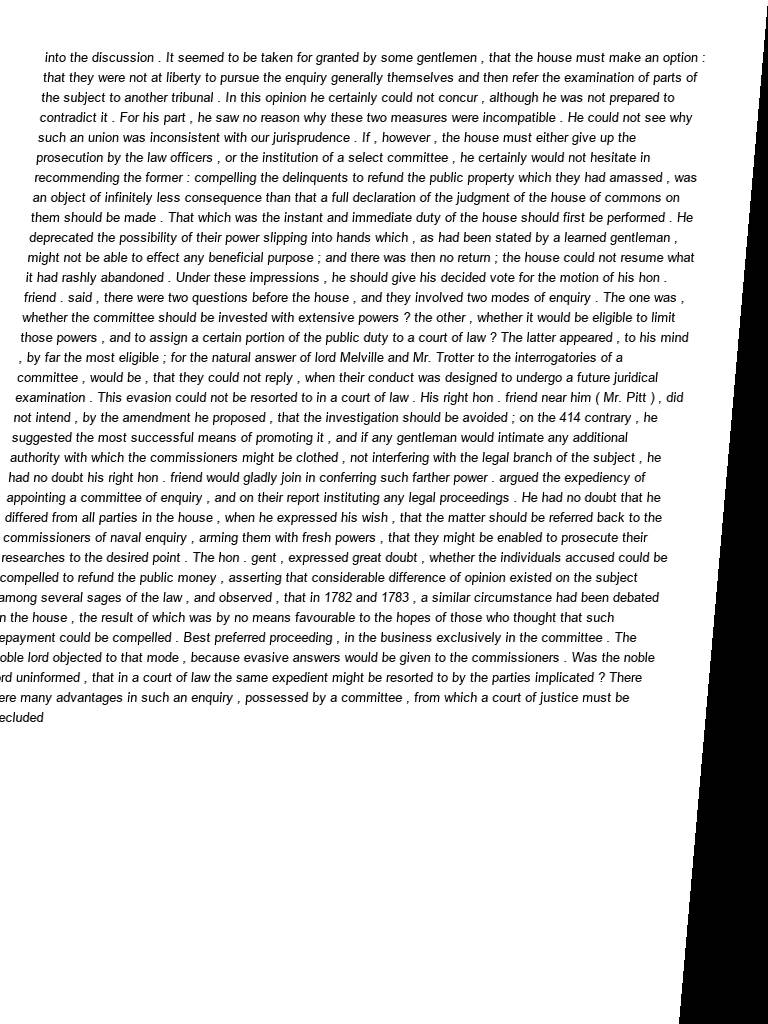 into the discussion . It seemed to be taken for granted by some gentlemen , that the house must make an option :
that they were not at liberty to pursue the enquiry generally themselves and then refer the examination of parts of
the subject to another tribunal . In this opinion he certainly could not concur , although he was not prepared to
contradict it . For his part , he saw no reason why these two measures were incompatible . He could not see why
such an union was inconsistent with our jurisprudence . If , however , the house must either give up the
prosecution by the law officers , or the institution of a select committee , he certainly would not hesitate in
recommending the former : compelling the delinquents to refund the public property which they had amassed , was
an object of infinitely less consequence than that a full declaration of the judgment of the house of commons on
them should be made . That which was the instant and immediate duty of the house should first be performed . He
deprecated the possibility of their power slipping into hands which , as had been stated by a learned gentleman ,
might not be able to effect any beneficial purpose ; and there was then no return ; the house could not resume what
it had rashly abandoned . Under these impressions , he should give his decided vote for the motion of his hon .
friend . said , there were two questions before the house , and they involved two modes of enquiry . The one was ,
whether the committee should be invested with extensive powers ? the other , whether it would be eligible to limit
those powers , and to assign a certain portion of the public duty to a court of law ? The latter appeared , to his mind
, by far the most eligible ; for the natural answer of lord Melville and Mr. Trotter to the interrogatories of a
committee , would be , that they could not reply , when their conduct was designed to undergo a future juridical
examination . This evasion could not be resorted to in a court of law . His right hon . friend near him ( Mr. Pitt ) , did
not intend , by the amendment he proposed , that the investigation should be avoided ; on the 414 contrary , he
suggested the most successful means of promoting it , and if any gentleman would intimate any additional
authority with which the commissioners might be clothed , not interfering with the legal branch of the subject , he
had no doubt his right hon . friend would gladly join in conferring such farther power . argued the expediency of
appointing a committee of enquiry , and on their report instituting any legal proceedings . He had no doubt that he
differed from all parties in the house , when he expressed his wish , that the matter should be referred back to the
commissioners of naval enquiry , arming them with fresh powers , that they might be enabled to prosecute their
researches to the desired point . The hon . gent , expressed great doubt , whether the individuals accused could be
compelled to refund the public money , asserting that considerable difference of opinion existed on the subject
among several sages of the law , and observed , that in 1782 and 1783 , a similar circumstance had been debated
n the house , the result of which was by no means favourable to the hopes of those who thought that such
epayment could be compelled . Best preferred proceeding , in the business exclusively in the committee . The
oble lord objected to that mode , because evasive answers would be given to the commissioners . Was the noble
rd uninformed , that in a court of law the same expedient might be resorted to by the parties implicated ? There
ere many advantages in such an enquiry , possessed by a committee , from which a court of justice must be
ecluded